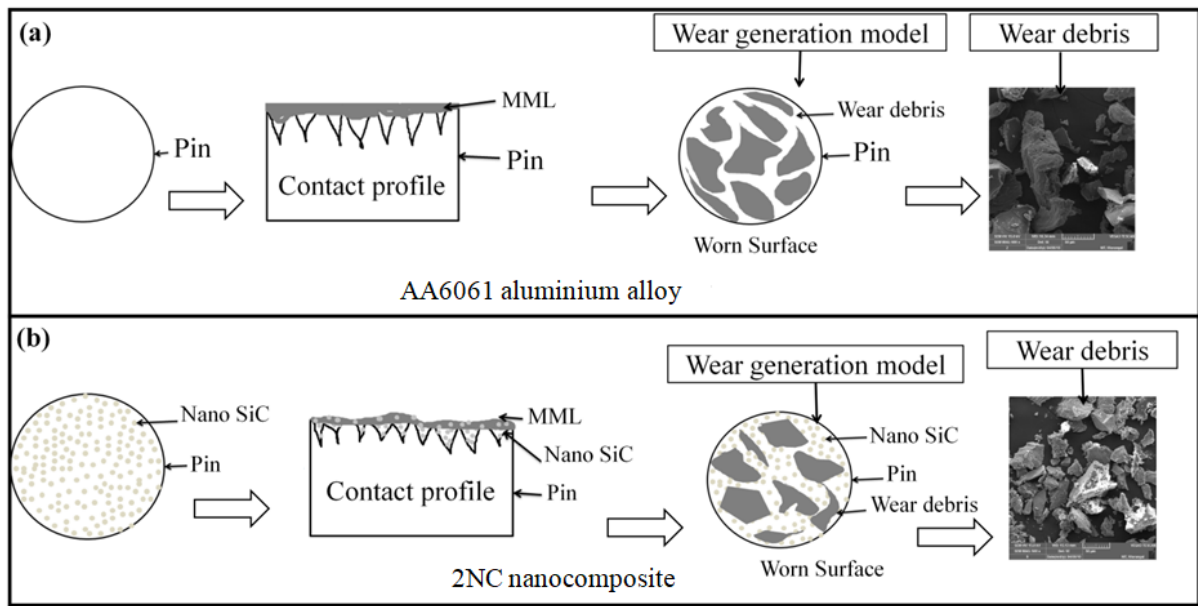 (a)
Wear generation model
Wear debris
MML
Pin
Pin
Contact profile
Wear debris
Pin
Worn Surface
AA6061 aluminium alloy
(b)
Wear generation model
Wear debris
Nano SiC
Pin
MML
Nano SiC
Contact profile
Pin
Nano SiC
Pin
Wear debris
Worn Surface
2NC nanocomposite